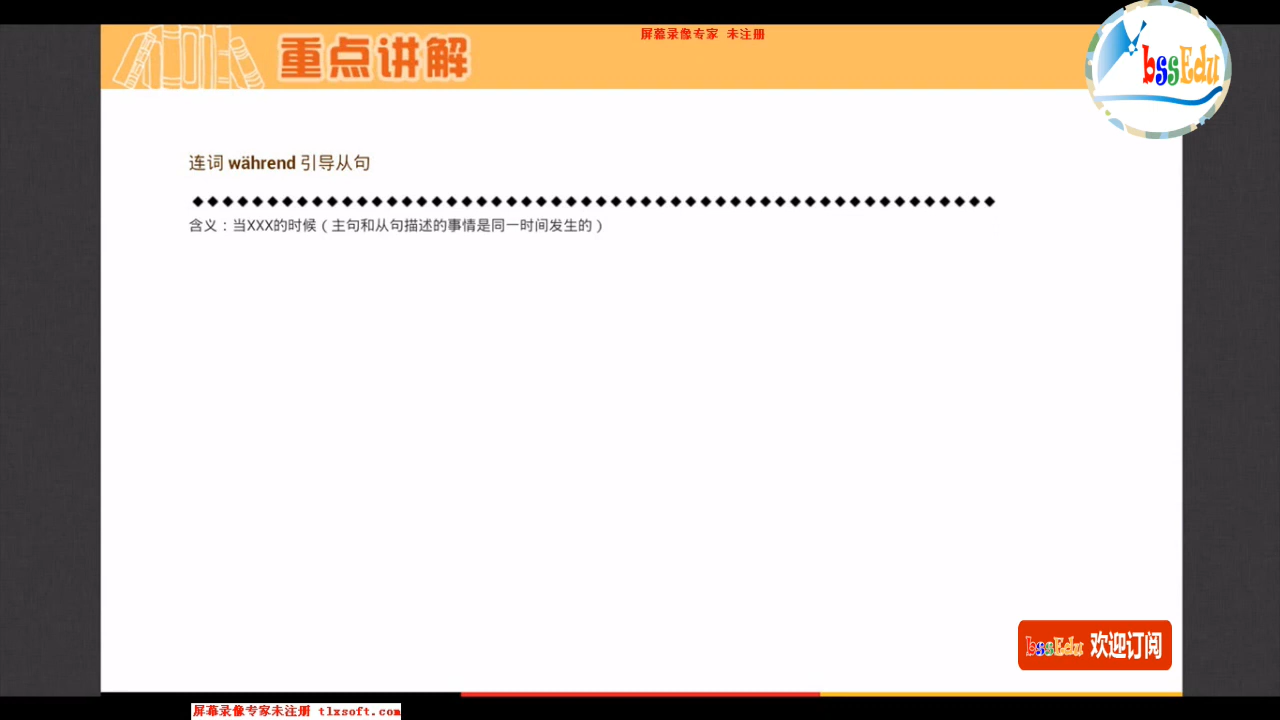 屏幕录像专家 未注册
重点讲解
bssEdu
连词 während 引导从句
含义：当XXX的时候（主句和从句描述的事情是同一时间发生的）
bssEdu 欢迎订阅
屏幕录像专家未注册 tlxsoft.com